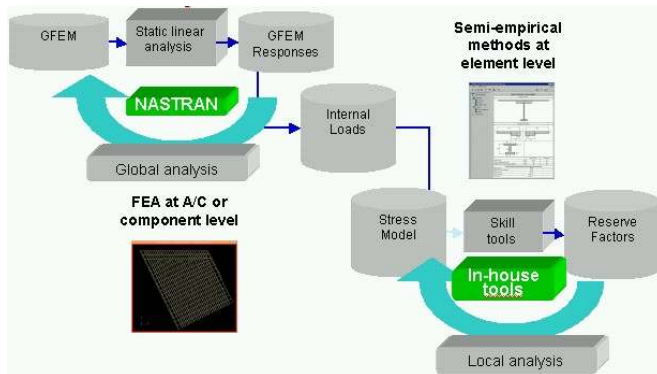 GFEM
Static linear
analysis
GFEM
Responses
NASTRAN
Global analysis
Internal
Loads
FEA at A/C or
component level
Semi-empirical
methods at
element level
Stress
Model
Skill
tools
Reserve
Factors
In-house
tools
Local analysis